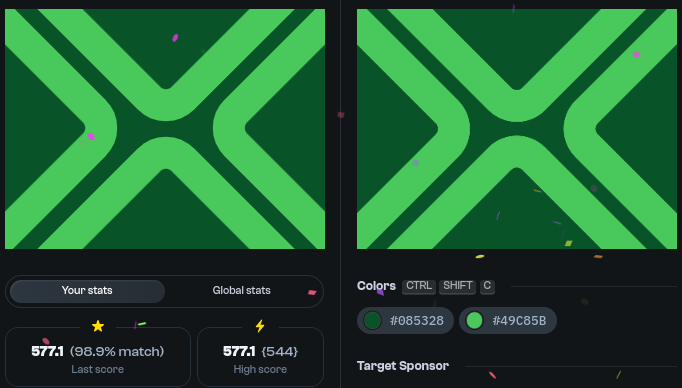 Your stats
Global stats
577.1 (98.9% match)
Last score
577.1 {544}
High score
Colors CTRL SHIFT C
#085328
#49C85B
Target Sponsor